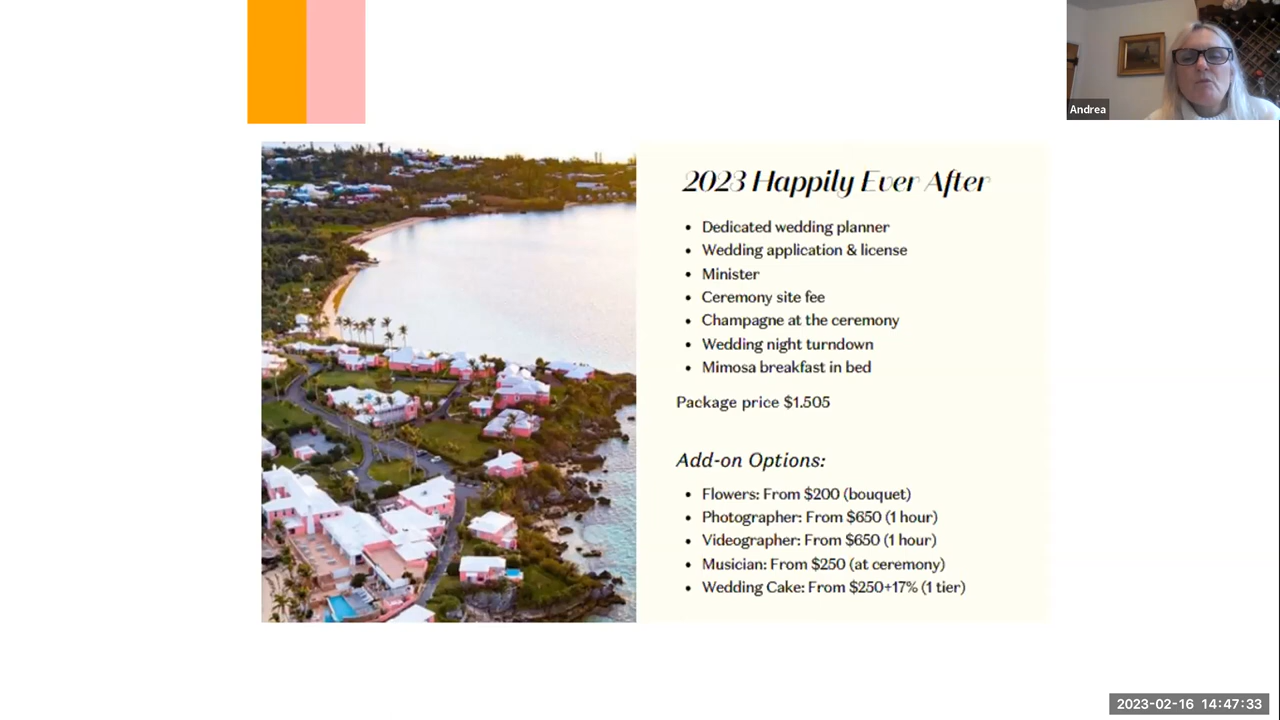 Andrea
2023 Happily Ever After
• Dedicated wedding planner
• Wedding application & license
• Minister
• Ceremony site fee
• Champagne at the ceremony
• Wedding night turndown
• Mimosa breakfast in bed
Package price $1.505
Add-on Options:
• Flowers: From $200 (bouquet)
• Photographer: From $650 (1 hour)
• Videographer: From $650 (1 hour)
• Musician: From $250 (at ceremony)
• Wedding Cake: From $250+17% (1 tier)
2023-02-16 14:47:33